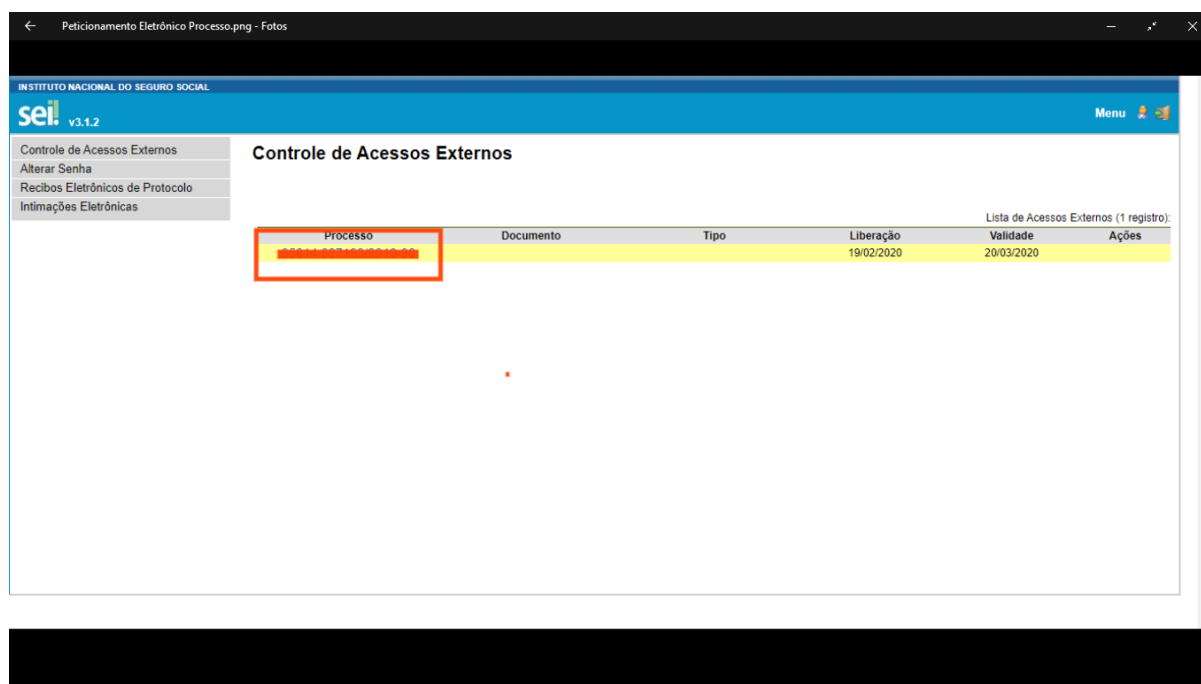 Peticionamento Eletrônico Processo.png - Fotos
INSTITUTO NACIONAL DO SEGURO SOCIAL
sei! v3.1.2
Menu
Controle de Acessos Externos
Alterar Senha
Recibos Eletrônicos de Protocolo
Intimações Eletrônicas
Controle de Acessos Externos
Lista de Acessos Externos (1 registro):
Processo Documento Tipo Liberação Validade Ações
19/02/2020 20/03/2020